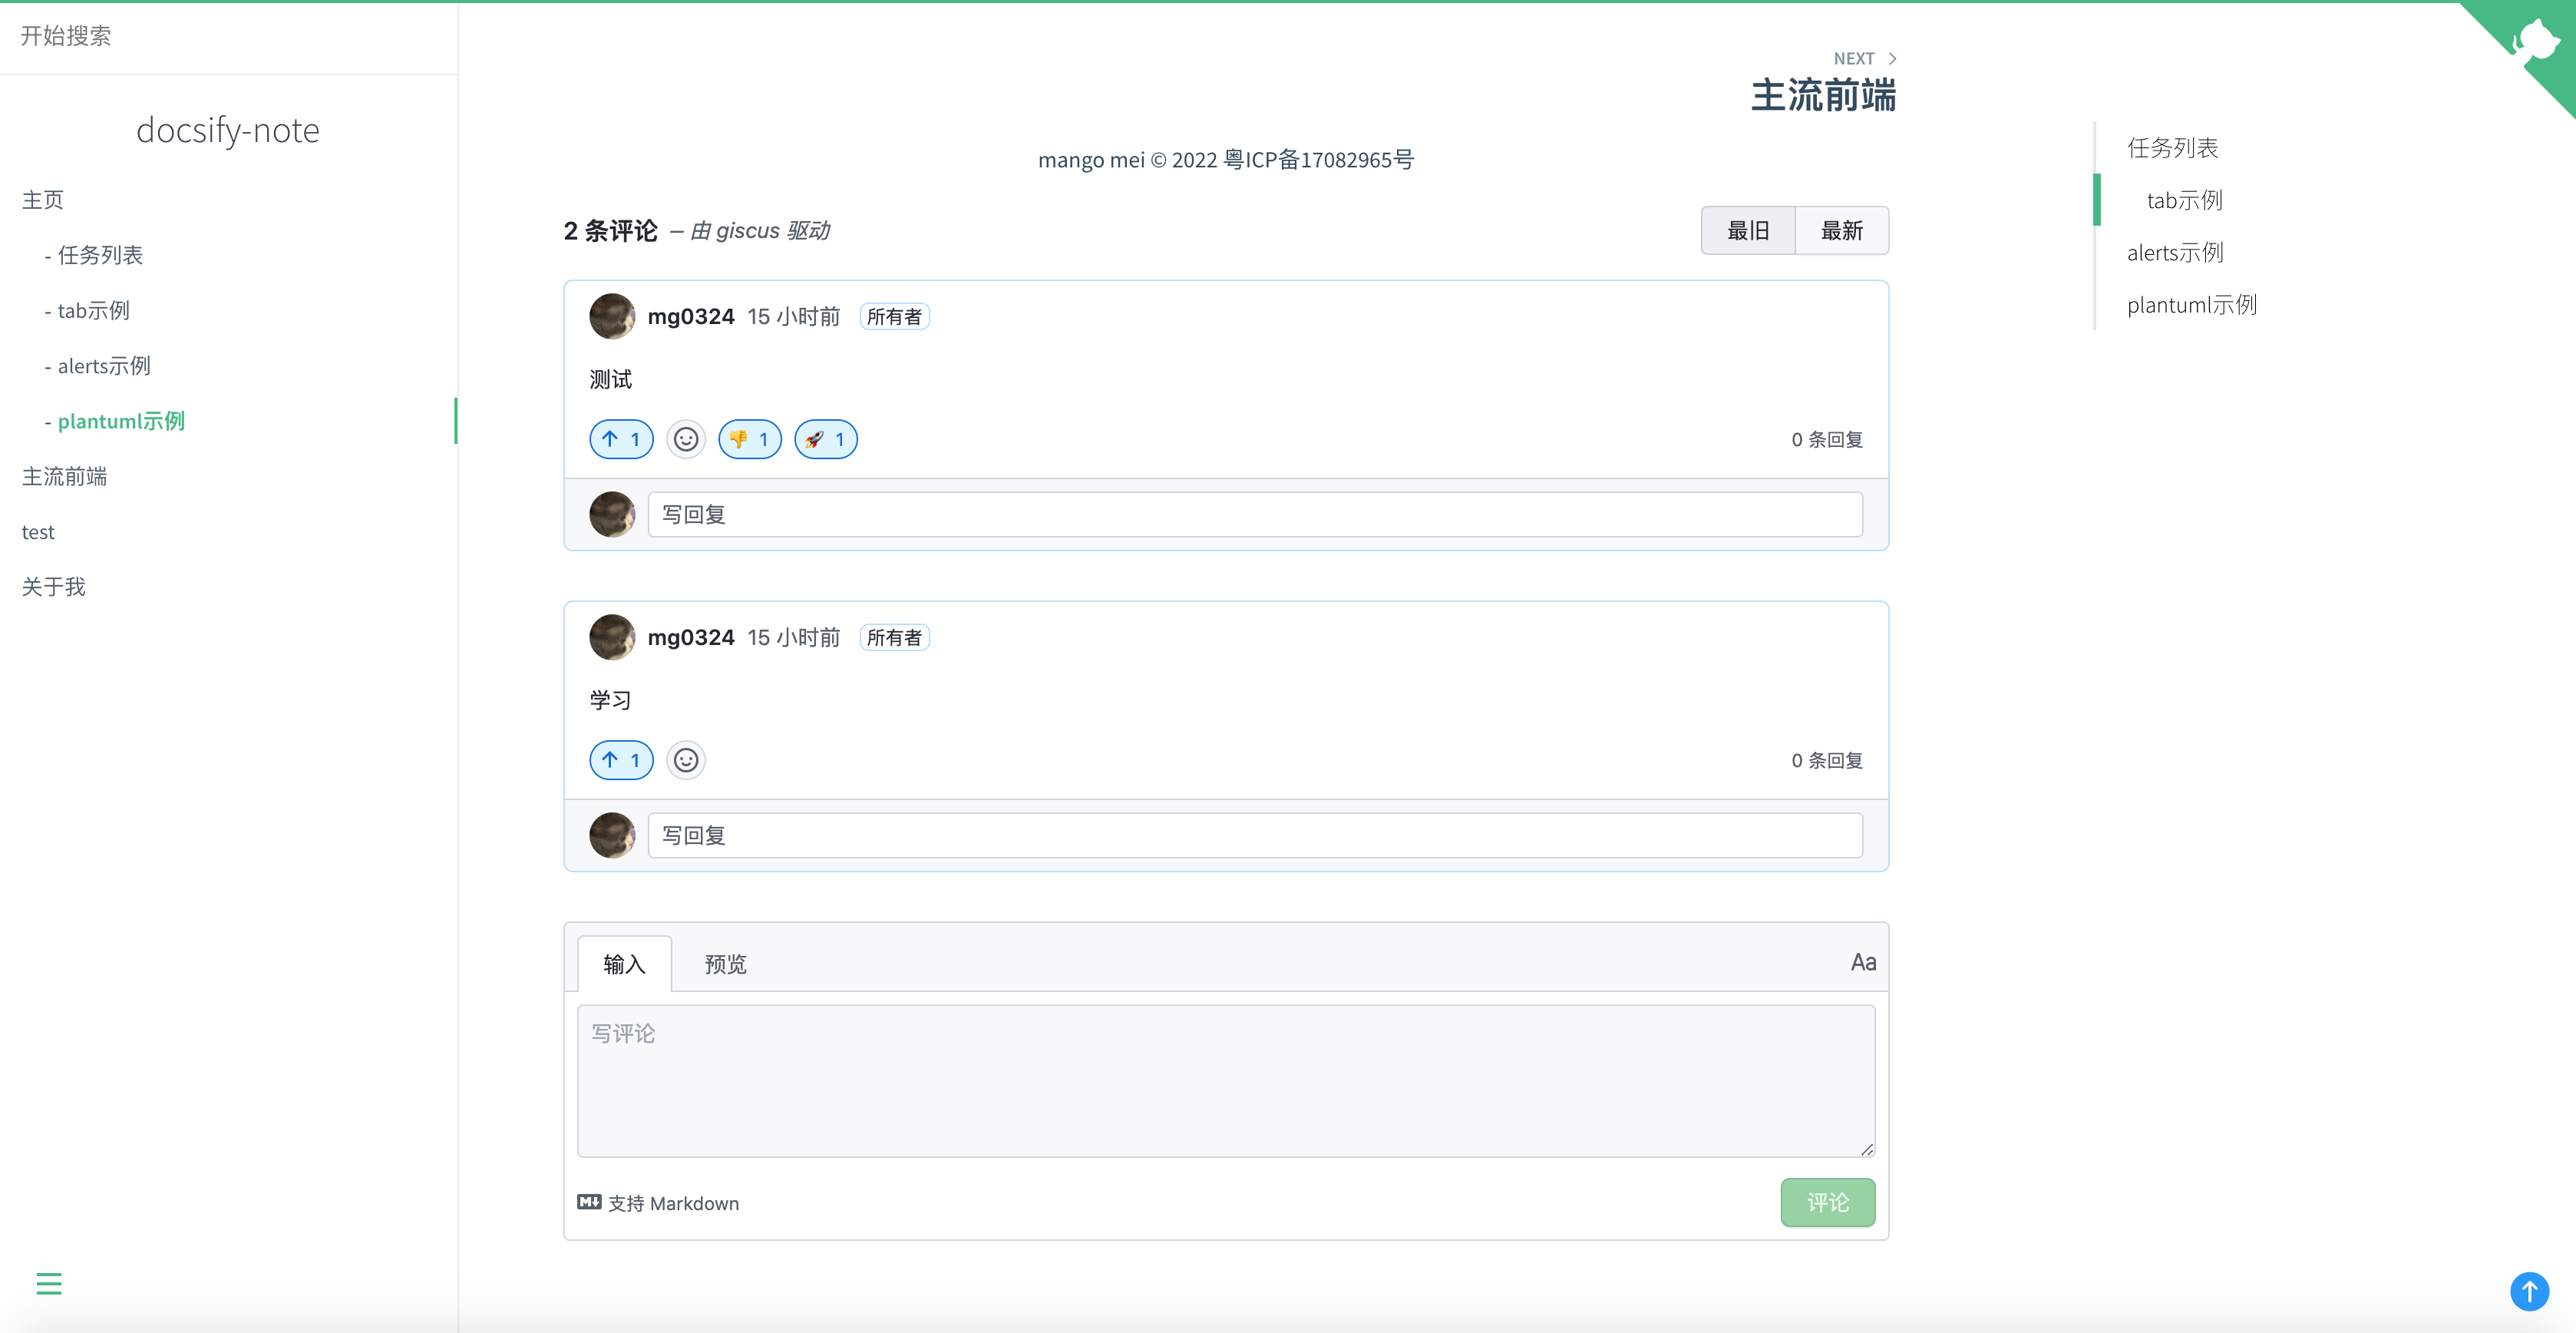 开始搜索
docsify-note
主页
- 任务列表
- tab示例
- alerts示例
- plantuml示例
主流前端
test
关于我
NEXT
主流前端
mango mei © 2022 粤ICP备17082965号
2 条评论 – 由 giscus 驱动
最旧 最新
mg0324 15 小时前 所有者
测试
1 1 1 0 条回复
写回复
mg0324 15 小时前 所有者
学习
1 0 条回复
写回复
输入 预览 Aa
写评论
支持 Markdown 评论
任务列表
tab示例
alerts示例
plantuml示例